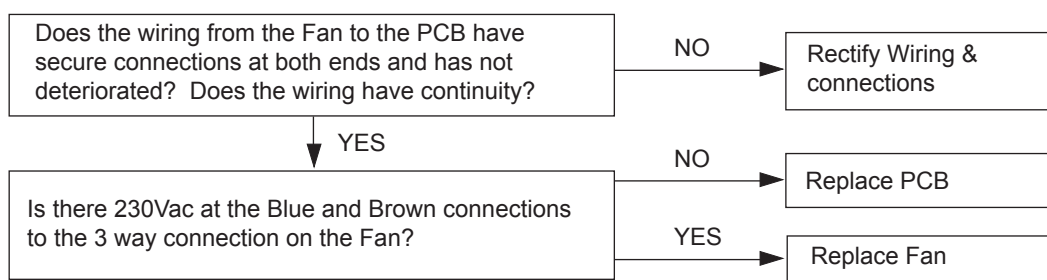 Does the wiring from the Fan to the PCB have
secure connections at both ends and has not
deteriorated? Does the wiring have continuity?
NO
Rectify Wiring &
connections
YES
Is there 230Vac at the Blue and Brown connections
to the 3 way connection on the Fan?
NO
Replace PCB
YES
Replace Fan